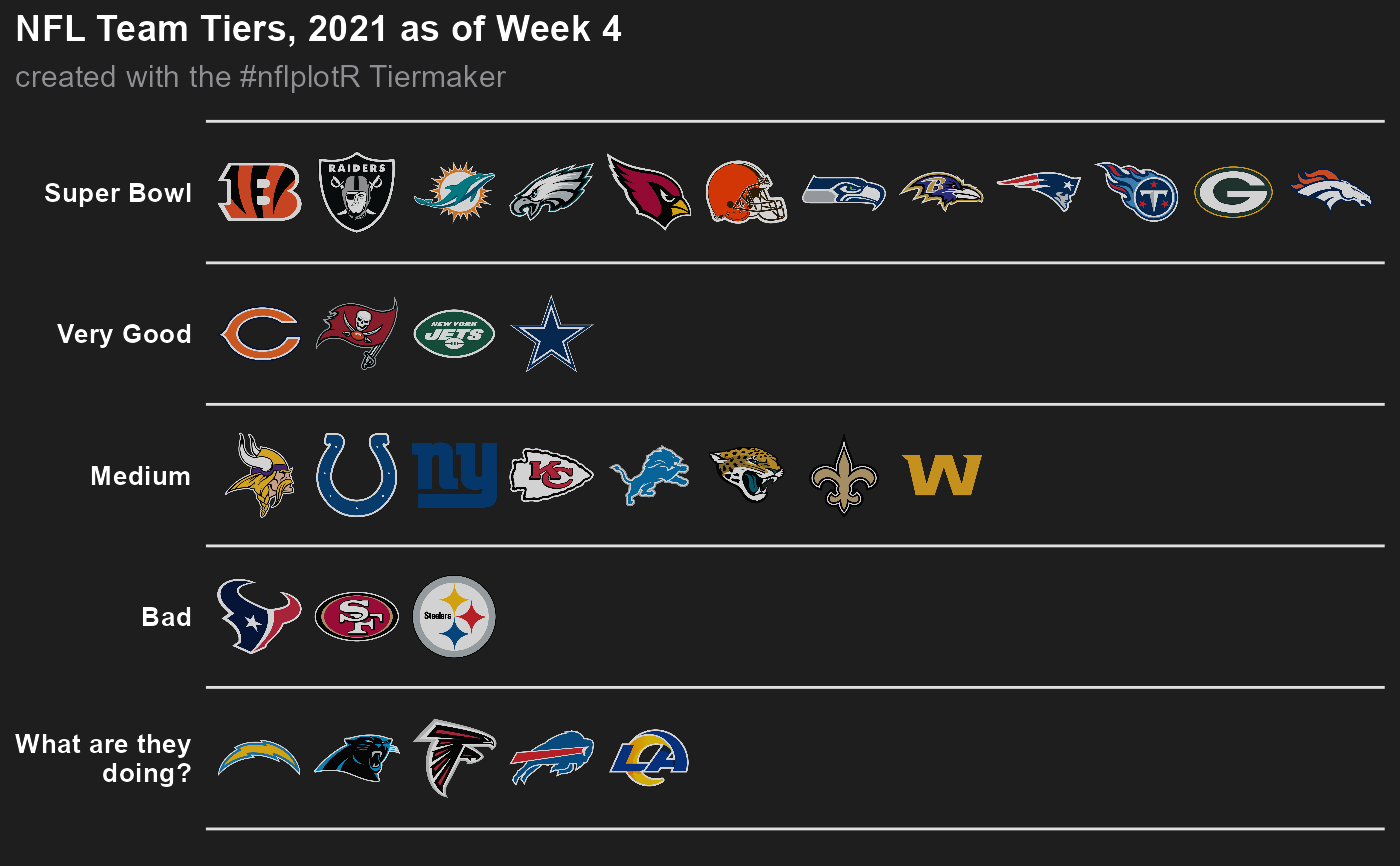 NFL Team Tiers, 2021 as of Week 4
created with the #nflplotR Tiermaker
Super Bowl
B
RAIDERS
T
G
Very Good
C
NEW YORK
JETS
Medium
ny
KC
W
Bad
SF
Steelers
What are they
doing?
LA